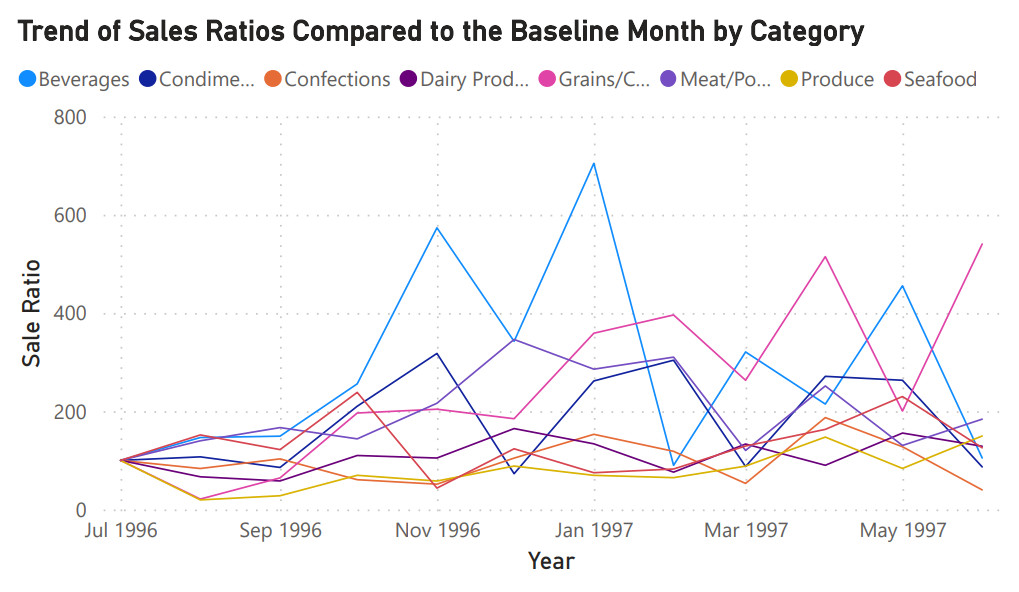 Trend of Sales Ratios Compared to the Baseline Month by Category
Beverages Condime... Confections Dairy Prod... Grains/C... Meat/Po... Produce Seafood
800
600
400
200
0
Sale Ratio
Jul 1996 Sep 1996 Nov 1996 Jan 1997 Mar 1997 May 1997
Year